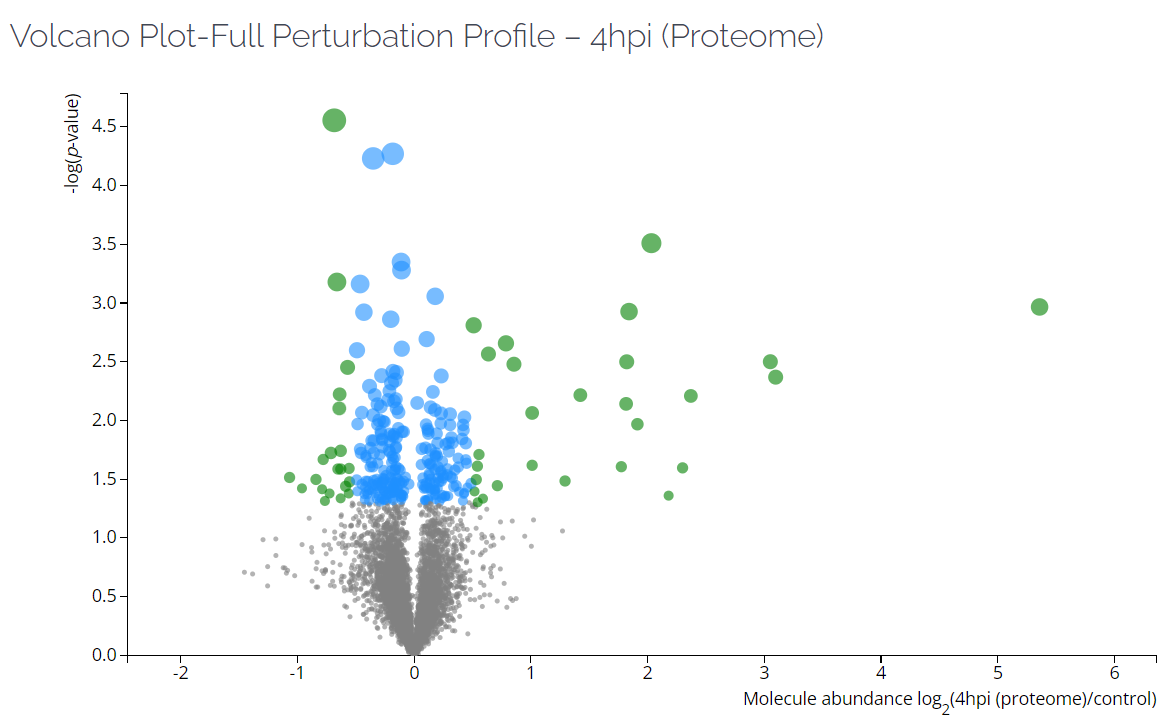 Volcano Plot-Full Perturbation Profile – 4hpi (Proteome)
-log(p-value)
4.5
4.0
3.5
3.0
2.5
2.0
1.5
1.0
0.5
0.0
-2 -1 0 1 2 3 4 5 6
Molecule abundance log2(4hpi (proteome)/control)